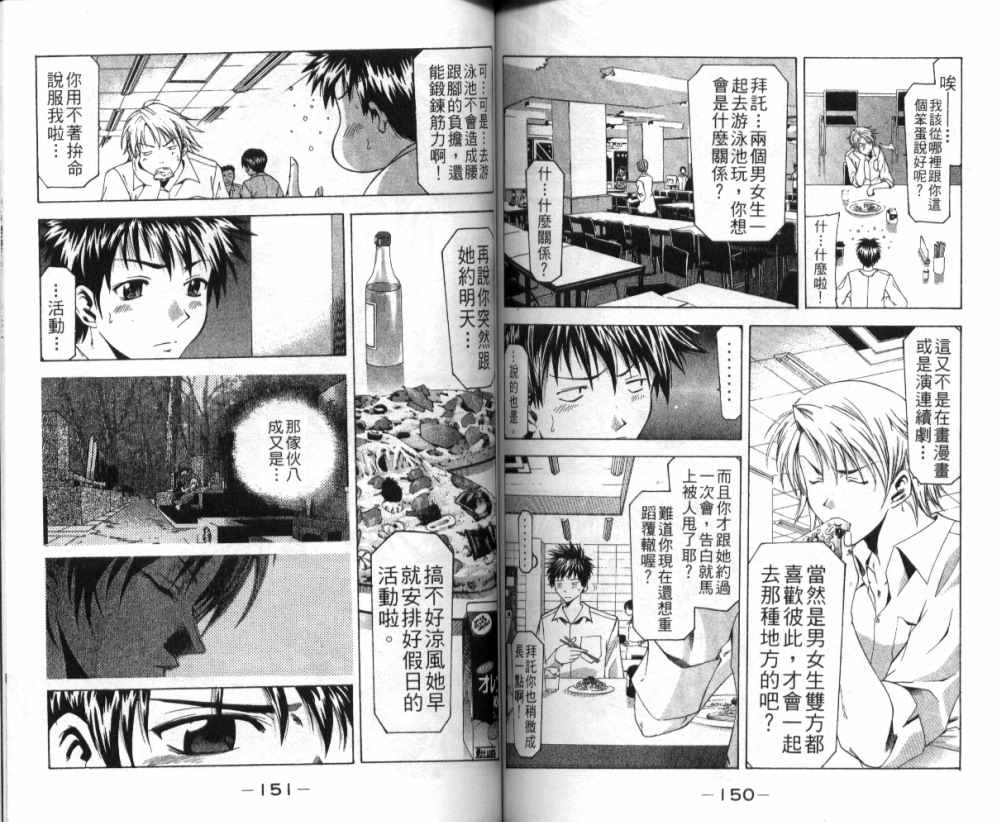 唉……
我該從哪裡跟你這
個笨蛋說好呢？
什…什麼啦！
拜託…兩個男女生一
起去游泳池玩，你想
會是什麼關係？
什…什麼關係？
這又不是在畫漫畫
或是演連續劇…
當然是男女生雙方都
喜歡彼此，才會一起
去那種地方的吧？
………
…說的也是。
而且你才跟她約過
一次會，告白就馬
上被人甩了耶？
難道你現在還想重
蹈覆轍喔？
………
拜託你也稍微成
長一點啊！
—150—
可…可是…去游
泳池不會造成腰
跟腳的負擔，還
能鍛鍊筋力啊！
你用不著拚命
說服我啦…
再說你突然跟
她約明天…
搞不好涼風她早
就安排好假日的
活動啦。
オレ
…活動…
那傢伙八
成又是…
—151—